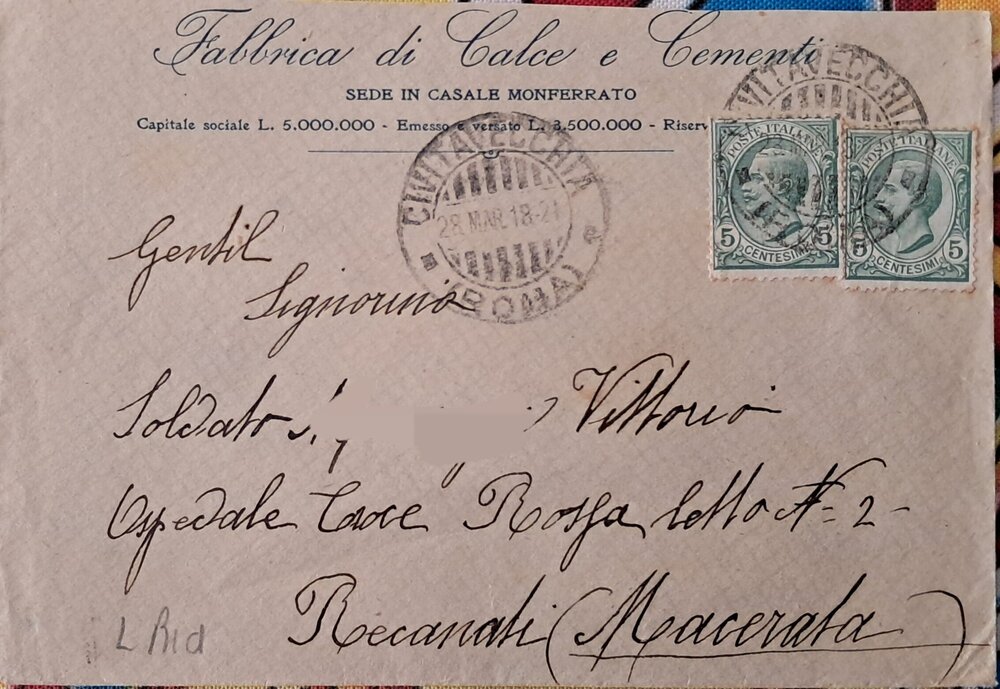 Fabbrica di Calce e Cementi
SEDE IN CASALE MONFERRATO
Capitale sociale L. 5.000.000 - Emesso e versato L. 3.500.000 - Riserv
CIVITAVECCHIA
28 MAR. 18-21
(ROMA)
CIVITAVECCHIA
POSTE ITALIANE
5 5
CENTESIMI
POSTE ITALIANE
5 5
CENTESIMI
Gentil
Signorino
Soldato Vittorio
Ospedale Croce Rossa letto N= 2-
Recanati (Macerata)